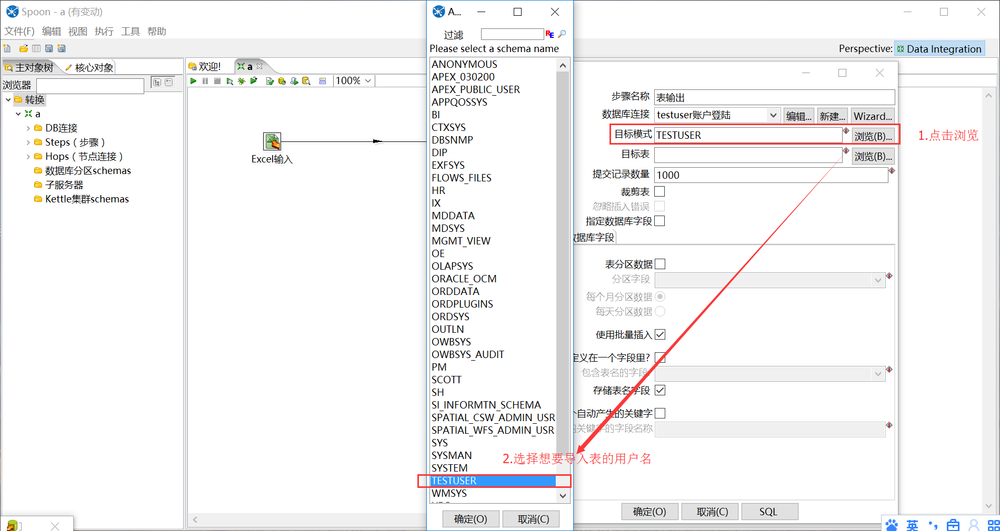 Spoon - a (有变动)
文件(F) 编辑 视图 执行 工具 帮助
Perspective: Data Integration
主对象树 核心对象
浏览器
转换
a
DB连接
Steps ( 步骤 )
Hops ( 节点连接 )
数据库分区schemas
子服务器
Kettle集群schemas
欢迎! a
100%
Excel输入
A...
过滤
RE
Please select a schema name
ANONYMOUS
APEX_030200
APEX_PUBLIC_USER
APPQOSSYS
BI
CTXSYS
DBSNMP
DIP
EXFSYS
FLOWS_FILES
HR
IX
MDDATA
MDSYS
MGMT_VIEW
OE
OLAPSYS
ORACLE_OCM
ORDDATA
ORDPLUGINS
ORDSYS
OUTLN
OWBSYS
OWBSYS_AUDIT
PM
SCOTT
SH
SI_INFORMTN_SCHEMA
SPATIAL_CSW_ADMIN_USR
SPATIAL_WFS_ADMIN_USR
SYS
SYSMAN
SYSTEM
TESTUSER
WMSYS
确定(O) 取消(C)
步骤名称 表输出
数据库连接 testuser账户登陆 编辑... 新建... Wizard...
目标模式 TESTUSER 浏览(B)...
1.点击浏览
目标表 浏览(B)...
提交记录数量 1000
裁剪表
忽略插入错误
指定数据库字段
据库字段
表分区数据
分区字段
每个月分区数据
每天分区数据
使用批量插入
定义在一个字段里?
包含表名的字段
存储表名字段
自动产生的关键字
关键字的字段名称
2.选择想要导入表的用户名
确定(O) 取消(C) SQL
英